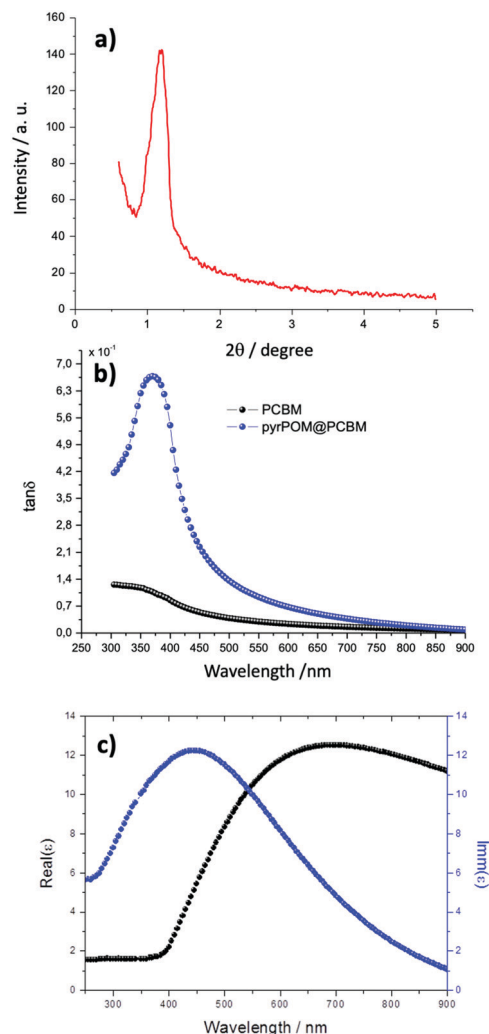 a)
Intensity / a. u.
160
140
120
100
80
60
40
20
0
0 1 2 3 4 5
2θ / degree
b)
x 10⁻¹
7,0
6,3
5,6
4,9
4,2
3,5
2,8
2,1
1,4
0,7
0,0
tanδ
PCBM
pyrPOM@PCBM
250 300 350 400 450 500 550 600 650 700 750 800 850 900
Wavelength /nm
c)
Real(ε)
14
12
10
8
6
4
2
0
14
12
10
8
6
4
2
0
Imm(ε)
300 400 500 600 700 800 900
Wavelength / nm